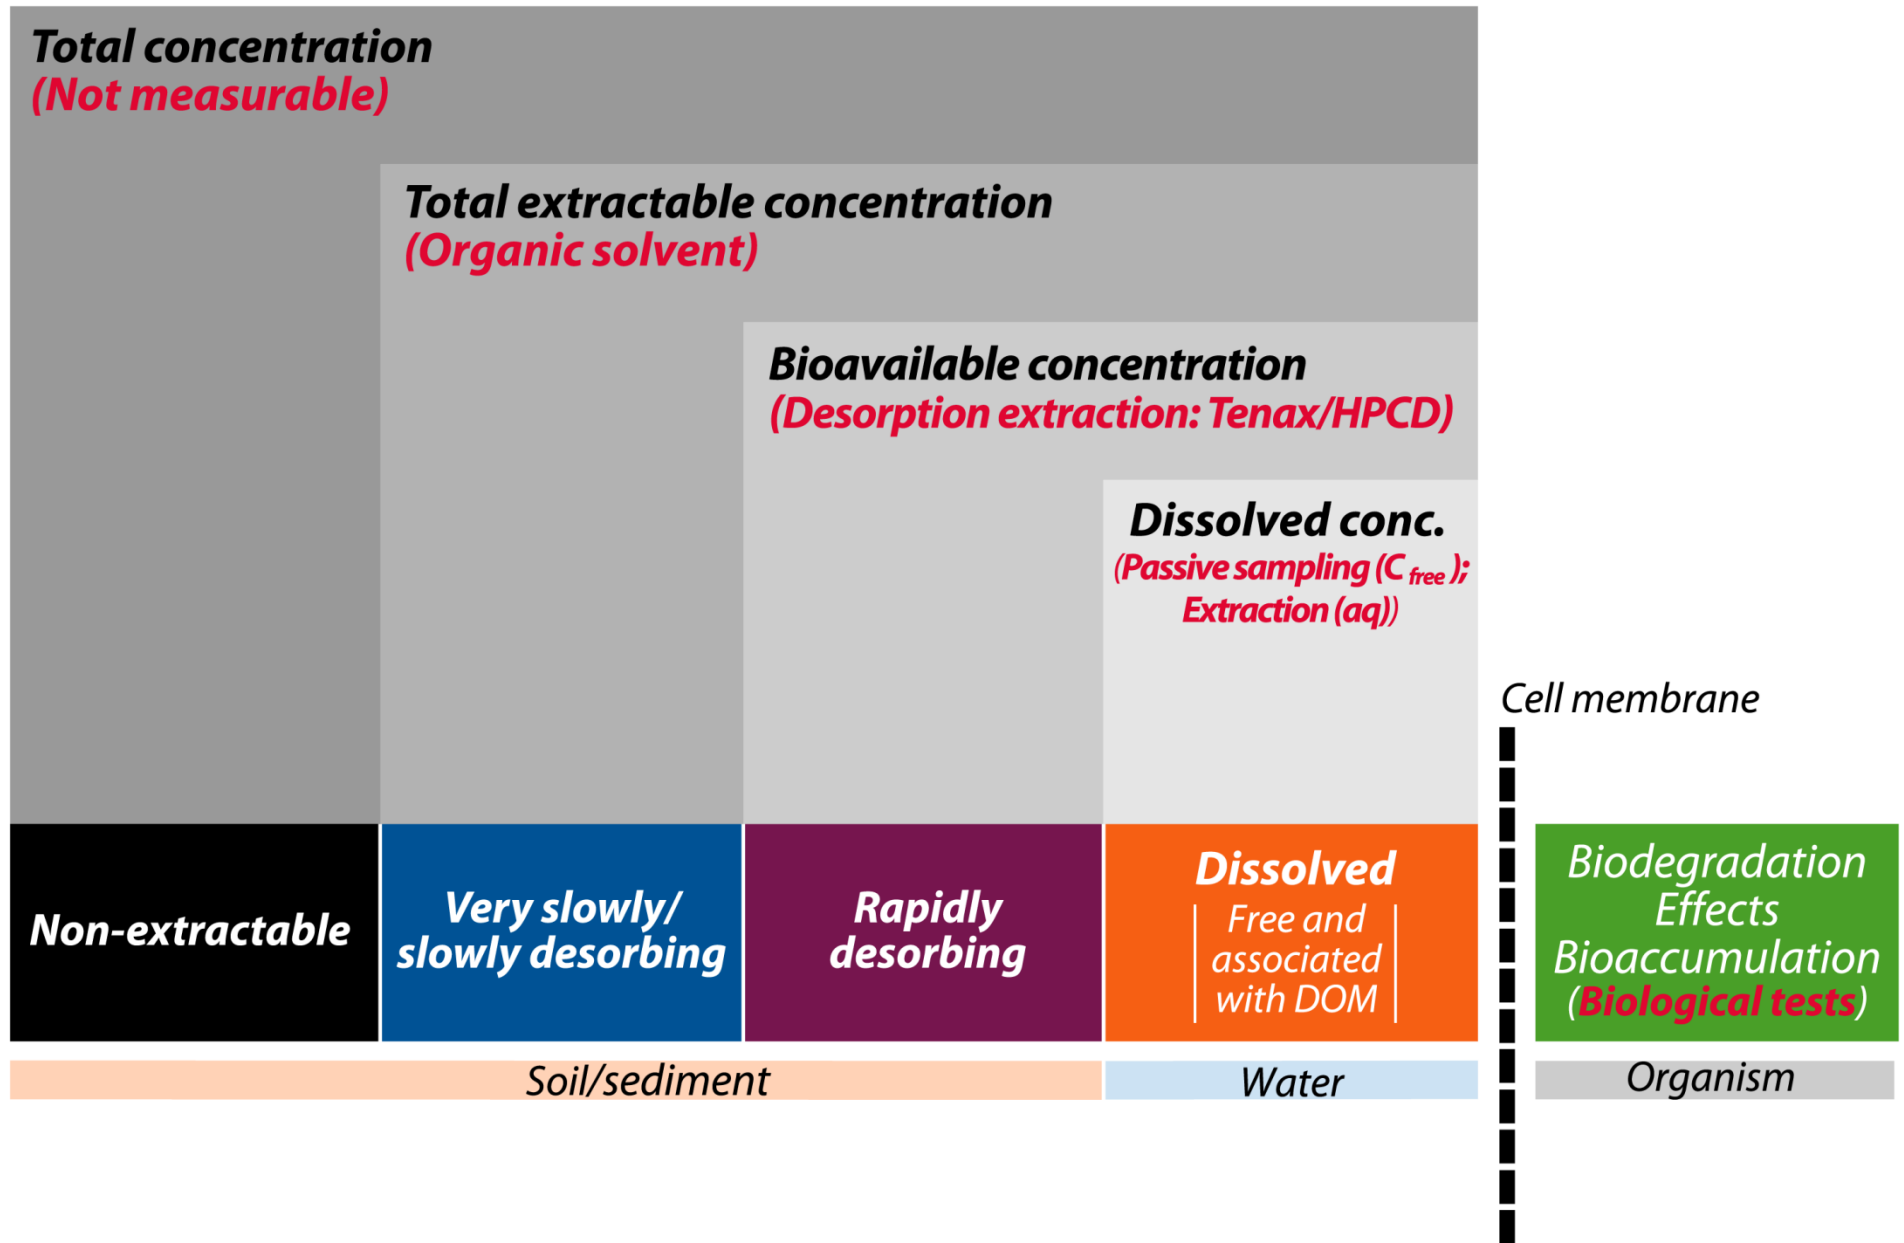 Total concentration
(Not measurable)
Total extractable concentration
(Organic solvent)
Bioavailable concentration
(Desorption extraction: Tenax/HPCD)
Dissolved conc.
(Passive sampling (C free);
Extraction (aq))
Cell membrane
Non-extractable
Very slowly/
slowly desorbing
Rapidly
desorbing
Dissolved
Free and
associated
with DOM
Biodegradation
Effects
Bioaccumulation
(Biological tests)
Soil/sediment
Water
Organism